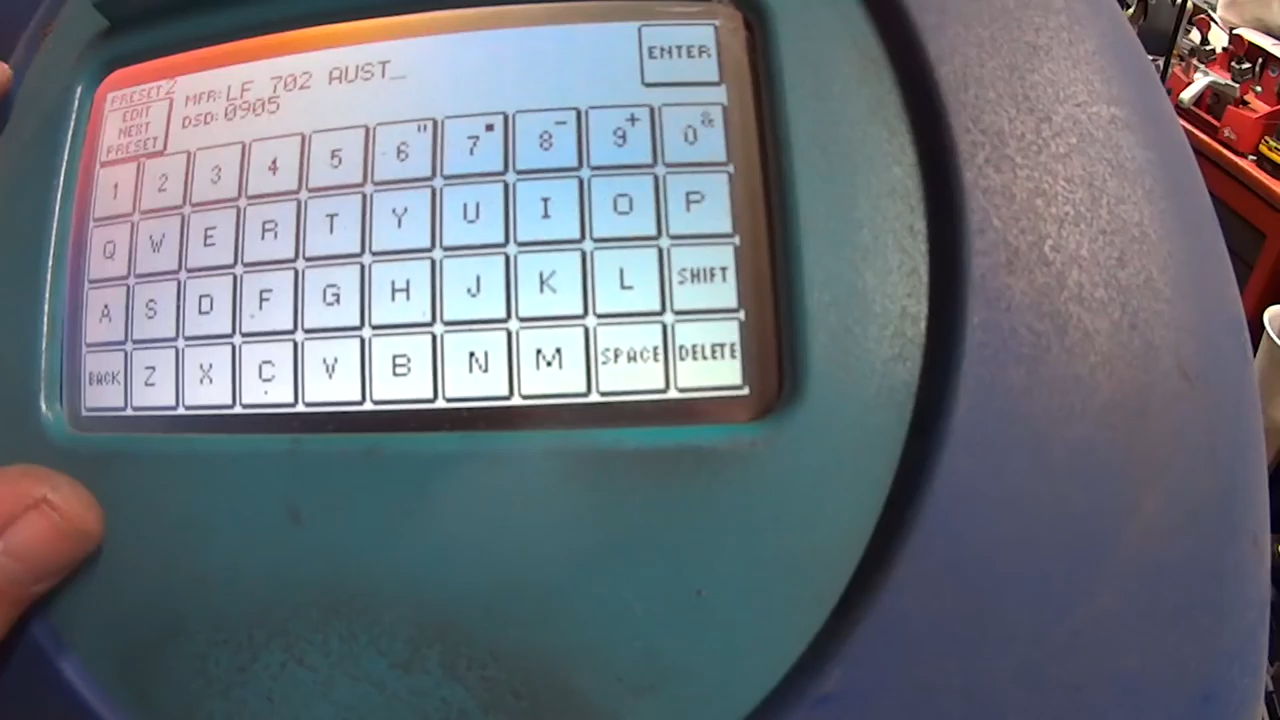 PRESET2
EDIT
NEXT
PRESET
MFR:LF 702 AUST_
DSD:0905
ENTER
1 2 3 4 5 6" 7■ 8- 9+ 0&
Q W E R T Y U I O P
A S D F G H J K L SHIFT
BACK Z X C V B N M SPACE DELETE